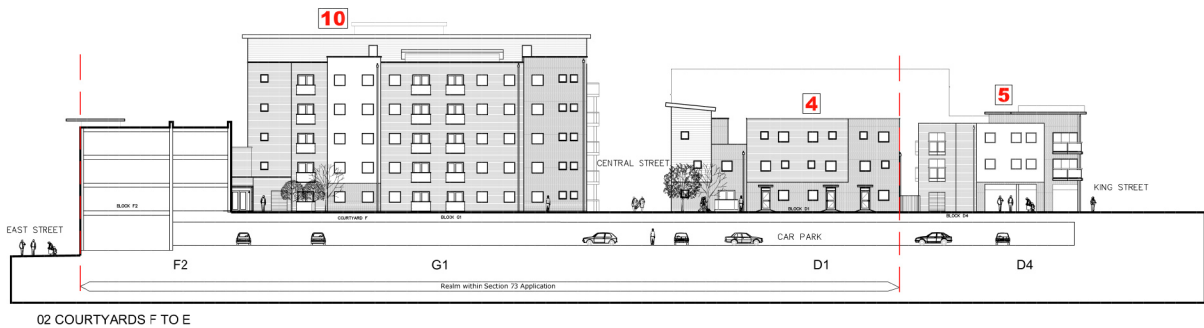 10
4
5
CENTRAL STREET
KING STREET
BLOCK F2
COURTYARD F
BLOCK G1
BLOCK D1
BLOCK D4
EAST STREET
CAR PARK
F2
G1
D1
D4
Realm within Section 73 Application
02 COURTYARDS F TO E